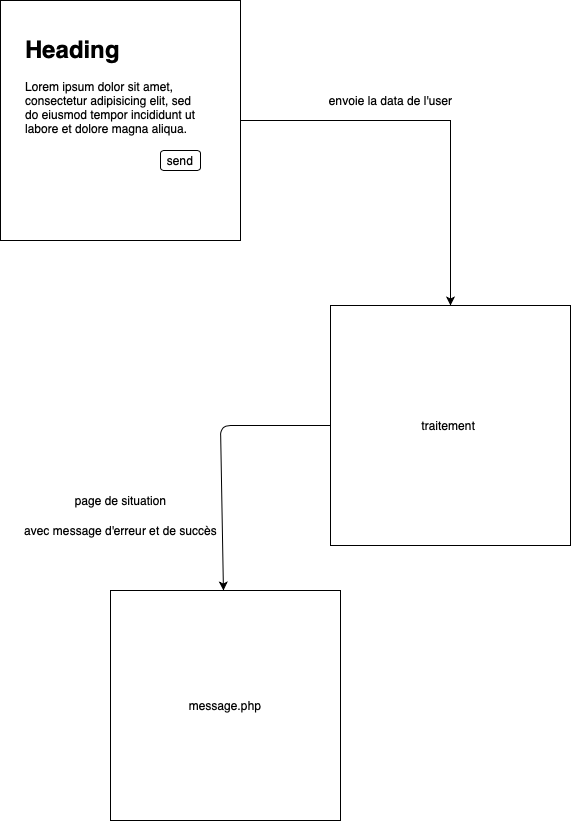 Heading
Lorem ipsum dolor sit amet,
consectetur adipisicing elit, sed
do eiusmod tempor incididunt ut
labore et dolore magna aliqua.
send
envoie la data de l'user
traitement
page de situation
avec message d'erreur et de succès
message.php